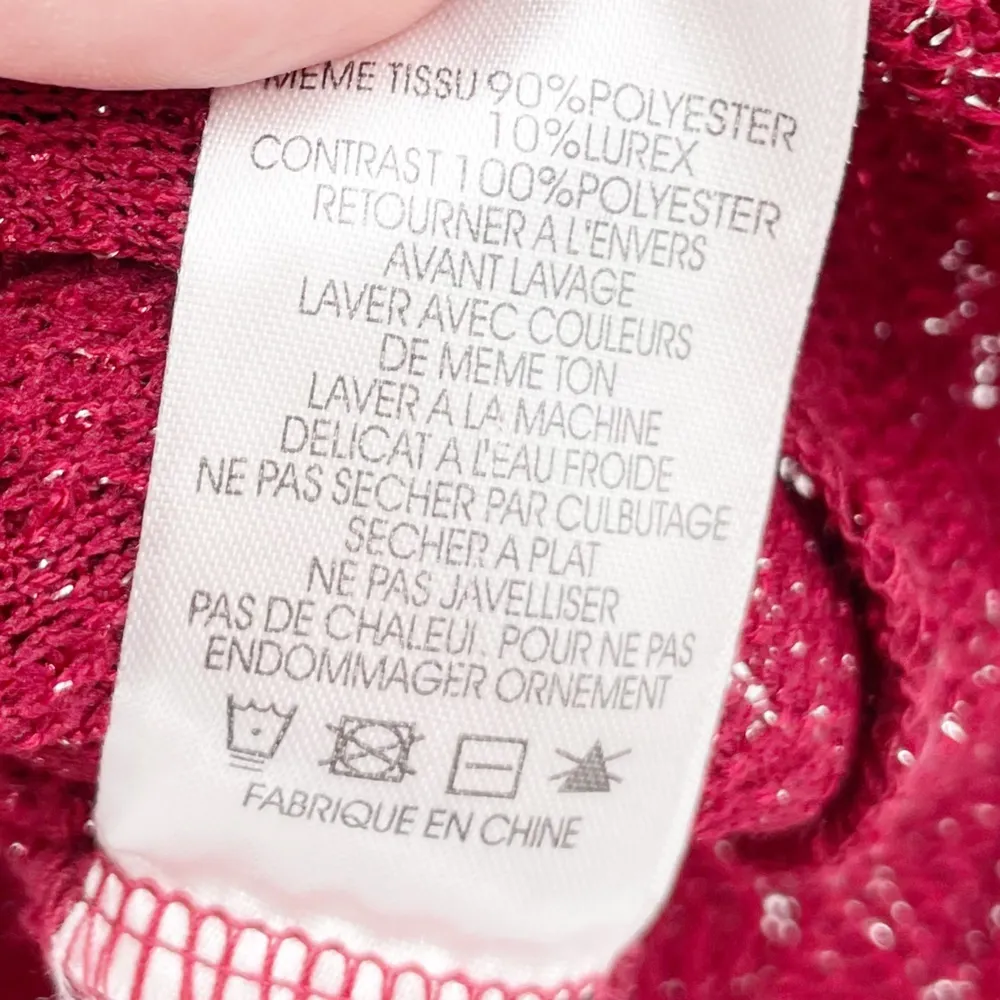 MEME TISSU 90%POLYESTER
10%LUREX
CONTRAST 100%POLYESTER
RETOURNER A L'ENVERS
AVANT LAVAGE
LAVER AVEC COULEURS
DE MEME TON
LAVER A LA MACHINE
DELICAT A L'EAU FROIDE
NE PAS SECHER PAR CULBUTAGE
SECHER A PLAT
NE PAS JAVELLISER
PAS DE CHALEUR POUR NE PAS
ENDOMMAGER ORNEMENT
FABRIQUE EN CHINE